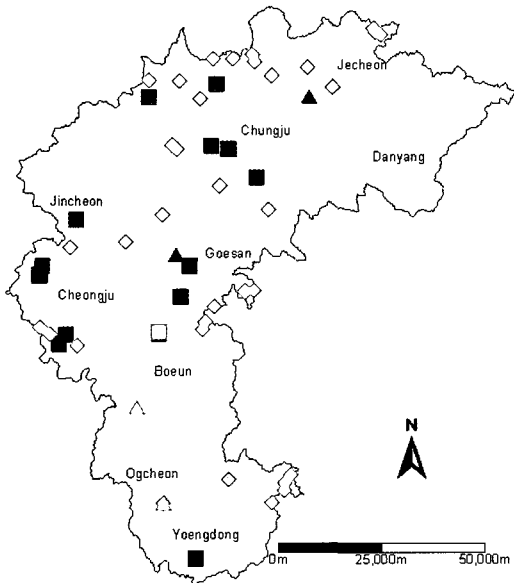 Jecheon
Chungju
Danyang
Jincheon
Goesan
Cheongju
Boeun
N
Ogcheon
Yoengdong
0m 25,000m 50,000m